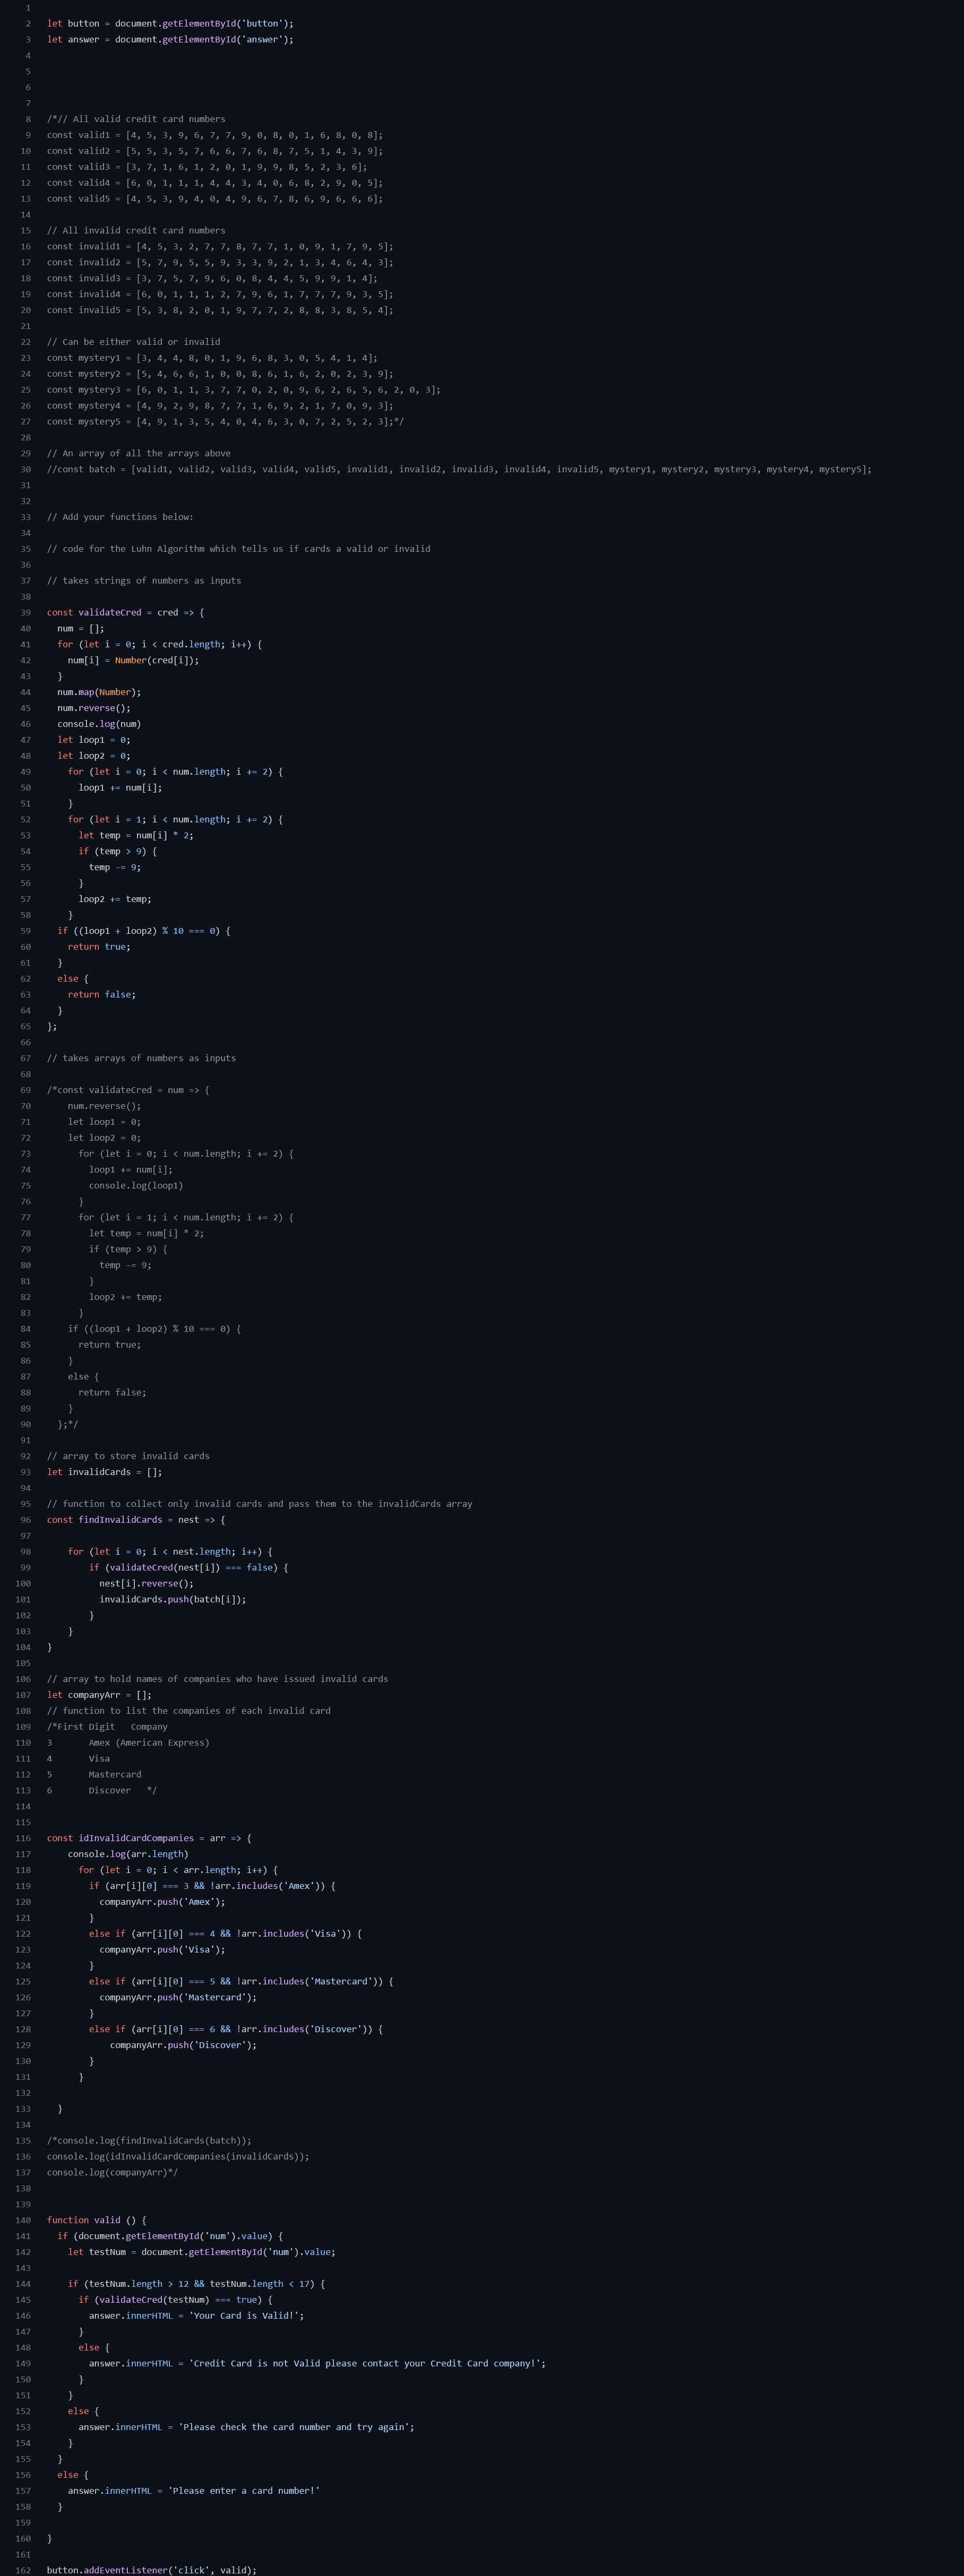 1
2 let button = document.getElementById('button');
3 let answer = document.getElementById('answer');
4
5
6
7
8 /*// All valid credit card numbers
9 const valid1 = [4, 5, 3, 9, 6, 7, 7, 9, 0, 8, 0, 1, 6, 8, 0, 8];
10 const valid2 = [5, 5, 3, 5, 7, 6, 6, 7, 6, 8, 7, 5, 1, 4, 3, 9];
11 const valid3 = [3, 7, 1, 6, 1, 2, 0, 1, 9, 9, 8, 5, 2, 3, 6];
12 const valid4 = [6, 0, 1, 1, 1, 4, 4, 3, 4, 0, 6, 8, 2, 9, 0, 5];
13 const valid5 = [4, 5, 3, 9, 4, 0, 4, 9, 6, 7, 8, 6, 9, 6, 6, 6];
14
15 // All invalid credit card numbers
16 const invalid1 = [4, 5, 3, 2, 7, 7, 8, 7, 7, 1, 0, 9, 1, 7, 9, 5];
17 const invalid2 = [5, 7, 9, 5, 5, 9, 3, 3, 9, 2, 1, 3, 4, 6, 4, 3];
18 const invalid3 = [3, 7, 5, 7, 9, 6, 0, 8, 4, 4, 5, 9, 9, 1, 4];
19 const invalid4 = [6, 0, 1, 1, 1, 2, 7, 9, 6, 1, 7, 7, 7, 9, 3, 5];
20 const invalid5 = [5, 3, 8, 2, 0, 1, 9, 7, 7, 2, 8, 8, 3, 8, 5, 4];
21
22 // Can be either valid or invalid
23 const mystery1 = [3, 4, 4, 8, 0, 1, 9, 6, 8, 3, 0, 5, 4, 1, 4];
24 const mystery2 = [5, 4, 6, 6, 1, 0, 0, 8, 6, 1, 6, 2, 0, 2, 3, 9];
25 const mystery3 = [6, 0, 1, 1, 3, 7, 7, 0, 2, 0, 9, 6, 2, 6, 5, 6, 2, 0, 3];
26 const mystery4 = [4, 9, 2, 9, 8, 7, 7, 1, 6, 9, 2, 1, 7, 0, 9, 3];
27 const mystery5 = [4, 9, 1, 3, 5, 4, 0, 4, 6, 3, 0, 7, 2, 5, 2, 3];*/
28
29 // An array of all the arrays above
30 //const batch = [valid1, valid2, valid3, valid4, valid5, invalid1, invalid2, invalid3, invalid4, invalid5, mystery1, mystery2, mystery3, mystery4, mystery5];
31
32
33 // Add your functions below:
34
35 // code for the Luhn Algorithm which tells us if cards a valid or invalid
36
37 // takes strings of numbers as inputs
38
39 const validateCred = cred => {
40   num = [];
41   for (let i = 0; i < cred.length; i++) {
42     num[i] = Number(cred[i]);
43   }
44   num.map(Number);
45   num.reverse();
46   console.log(num)
47   let loop1 = 0;
48   let loop2 = 0;
49     for (let i = 0; i < num.length; i += 2) {
50       loop1 += num[i];
51     }
52     for (let i = 1; i < num.length; i += 2) {
53       let temp = num[i] * 2;
54       if (temp > 9) {
55         temp -= 9;
56       }
57       loop2 += temp;
58     }
59   if ((loop1 + loop2) % 10 === 0) {
60     return true;
61   }
62   else {
63     return false;
64   }
65 };
66
67 // takes arrays of numbers as inputs
68
69 /*const validateCred = num => {
70     num.reverse();
71     let loop1 = 0;
72     let loop2 = 0;
73       for (let i = 0; i < num.length; i += 2) {
74         loop1 += num[i];
75         console.log(loop1)
76       }
77       for (let i = 1; i < num.length; i += 2) {
78         let temp = num[i] * 2;
79         if (temp > 9) {
80           temp -= 9;
81         }
82         loop2 += temp;
83       }
84     if ((loop1 + loop2) % 10 === 0) {
85       return true;
86     }
87     else {
88       return false;
89     }
90   };*/
91
92 // array to store invalid cards
93 let invalidCards = [];
94
95 // function to collect only invalid cards and pass them to the invalidCards array
96 const findInvalidCards = nest => {
97
98     for (let i = 0; i < nest.length; i++) {
99         if (validateCred(nest[i]) === false) {
100           nest[i].reverse();
101           invalidCards.push(batch[i]);
102         }
103     }
104 }
105
106 // array to hold names of companies who have issued invalid cards
107 let companyArr = [];
108 // function to list the companies of each invalid card
109 /*First Digit   Company
110 3       Amex (American Express)
111 4       Visa
112 5       Mastercard
113 6       Discover   */
114
115
116 const idInvalidCardCompanies = arr => {
117     console.log(arr.length)
118       for (let i = 0; i < arr.length; i++) {
119         if (arr[i][0] === 3 && !arr.includes('Amex')) {
120           companyArr.push('Amex');
121         }
122         else if (arr[i][0] === 4 && !arr.includes('Visa')) {
123           companyArr.push('Visa');
124         }
125         else if (arr[i][0] === 5 && !arr.includes('Mastercard')) {
126           companyArr.push('Mastercard');
127         }
128         else if (arr[i][0] === 6 && !arr.includes('Discover')) {
129             companyArr.push('Discover');
130         }
131       }
132
133   }
134
135 /*console.log(findInvalidCards(batch));
136 console.log(idInvalidCardCompanies(invalidCards));
137 console.log(companyArr)*/
138
139
140 function valid () {
141   if (document.getElementById('num').value) {
142     let testNum = document.getElementById('num').value;
143
144     if (testNum.length > 12 && testNum.length < 17) {
145       if (validateCred(testNum) === true) {
146         answer.innerHTML = 'Your Card is Valid!';
147       }
148       else {
149         answer.innerHTML = 'Credit Card is not Valid please contact your Credit Card company!';
150       }
151     }
152     else {
153       answer.innerHTML = 'Please check the card number and try again';
154     }
155   }
156   else {
157     answer.innerHTML = 'Please enter a card number!'
158   }
159
160 }
161
162 button.addEventListener('click', valid);